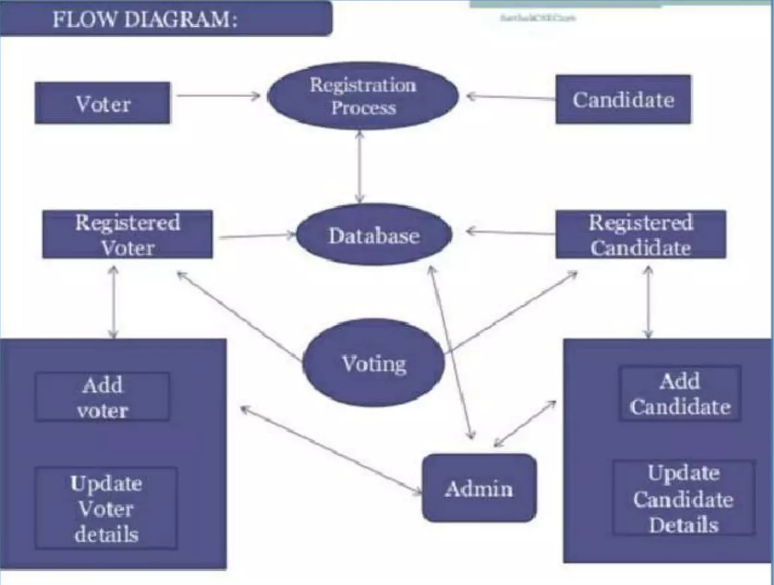 FLOW DIAGRAM:
Voter
Registration
Process
Candidate
Registered
Voter
Database
Registered
Candidate
Voting
Add
voter
Add
Candidate
Update
Voter
details
Admin
Update
Candidate
Details